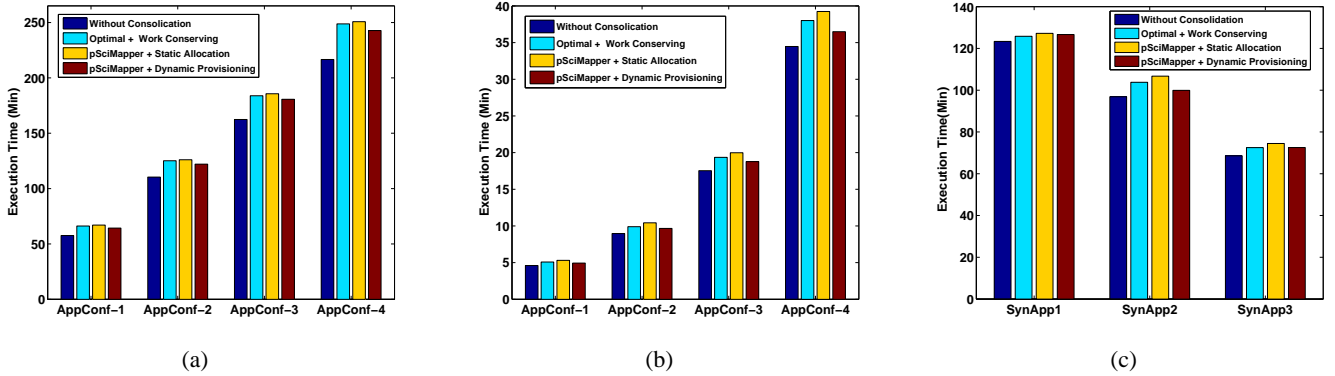 250
200
150
100
50
0
Execution Time (Min)
Without Consolication
Optimal + Work Conserving
pSciMapper + Static Allocation
pSciMapper + Dynamic Provisioning
AppConf-1 AppConf-2 AppConf-3 AppConf-4
(a)
40
35
30
25
20
15
10
5
0
Execution Time (Min)
Without Consolidation
Optimal + Work Conserving
pSciMapper + Static Allocation
pSciMapper + Dynamic Provisioning
AppConf-1 AppConf-2 AppConf-3 AppConf-4
(b)
140
120
100
80
60
40
20
0
Execution Time(Min)
Without Consolidation
Optimal + Work Conserving
pSciMapper + Static Allocation
pSciMapper + Dynamic Provisioning
SynApp1 SynApp2 SynApp3
(c)